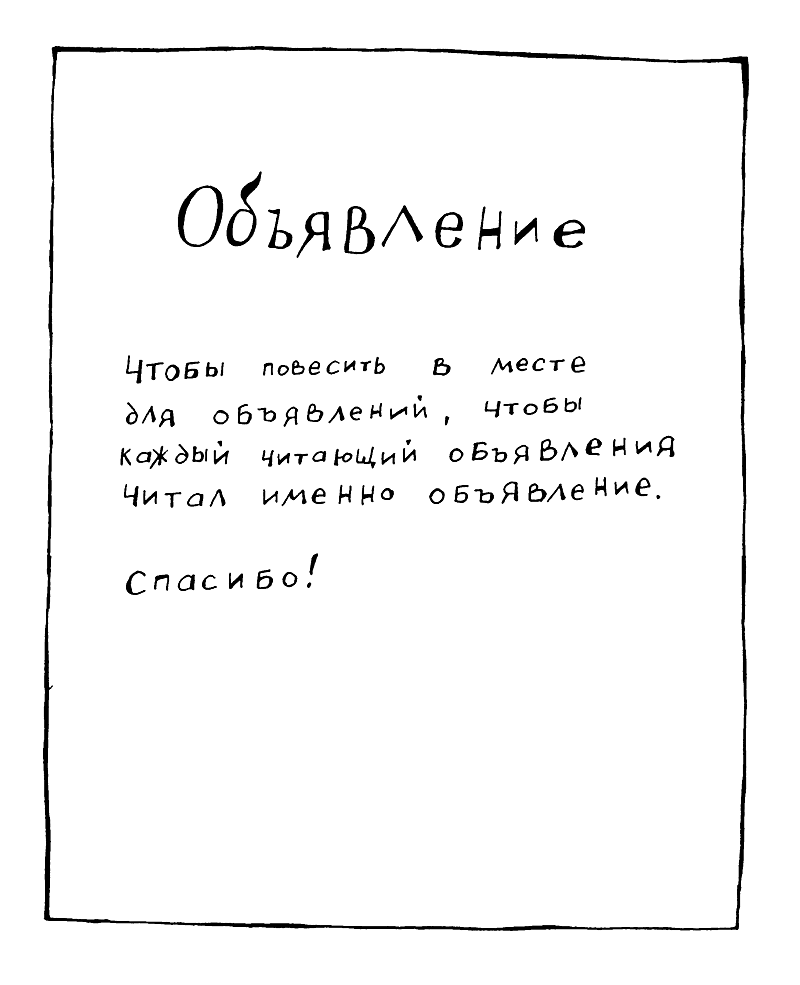 Объявление
Чтобы повесить в месте
для объявлений, чтобы
каждый читающий объявления
читал именно объявление.
Спасибо!